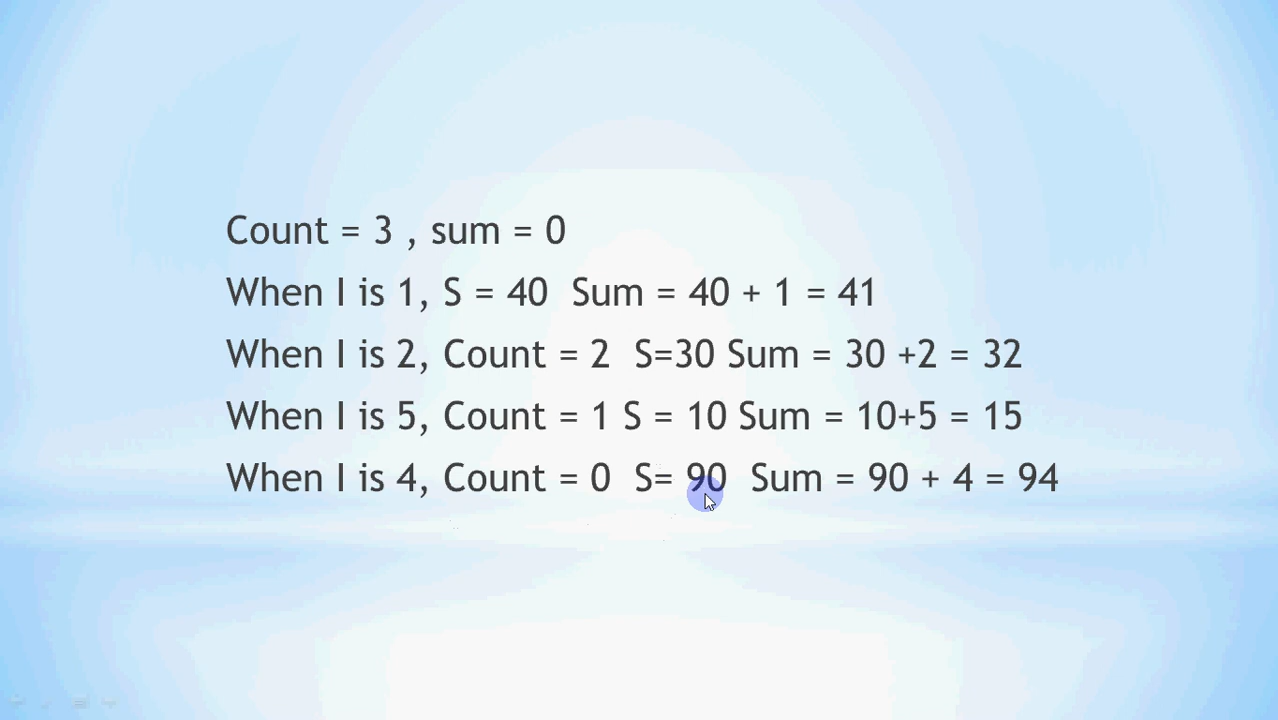 Count = 3 , sum = 0
When I is 1, S = 40  Sum = 40 + 1 = 41
When I is 2, Count = 2  S=30 Sum = 30 +2 = 32
When I is 5, Count = 1 S = 10 Sum = 10+5 = 15
When I is 4, Count = 0  S= 90  Sum = 90 + 4 = 94